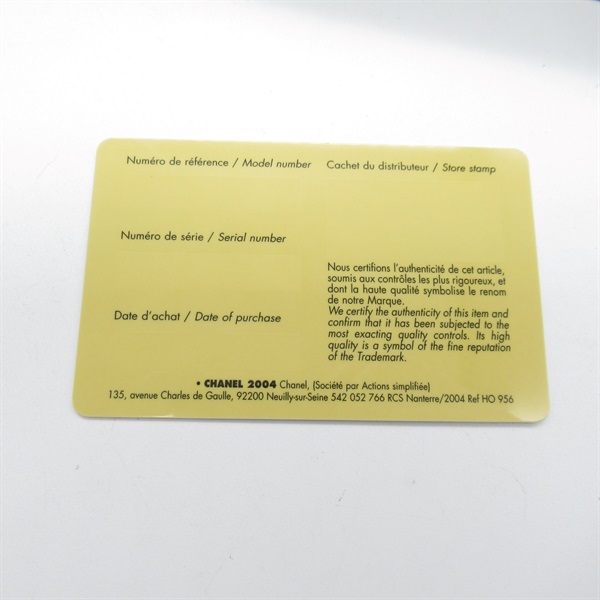 Numéro de référence / Model number
Cachet du distributeur / Store stamp
Numéro de série / Serial number
Date d'achat / Date of purchase
Nous certifions l'authenticité de cet article,
soumis aux contrôles les plus rigoureux, et
dont la haute qualité symbolise le renom
de notre Marque.
We certify the authenticity of this item and
confirm that it has been subjected to the
most exacting quality controls. Its high
quality is a symbol of the fine reputation
of the Trademark.
• CHANEL 2004 Chanel, (Société par Actions simplifiée)
135, avenue Charles de Gaulle, 92200 Neuilly-sur-Seine 542 052 766 RCS Nanterre/2004 Ref HO 956